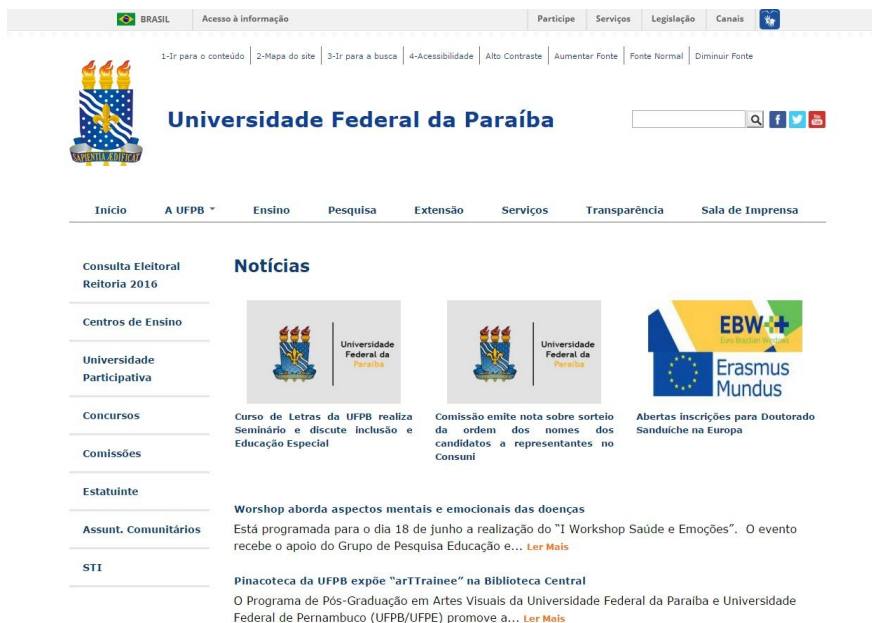 BRASIL Acesso à informação Participe Serviços Legislação Canais
1-Ir para o conteúdo 2-Mapa do site 3-Ir para a busca 4-Acessibilidade Alto Contraste Aumentar Fonte Fonte Normal Diminuir Fonte
Universidade Federal da Paraíba
SAPIENTIA ÆDIFICAT
Início A UFPB Ensino Pesquisa Extensão Serviços Transparência Sala de Imprensa
Consulta Eleitoral
Reitoria 2016
Centros de Ensino
Universidade
Participativa
Concursos
Comissões
Estatuinte
Assunt. Comunitários
STI
Notícias
Universidade
Federal da
Paraíba
Curso de Letras da UFPB realiza
Seminário e discute inclusão e
Educação Especial
Universidade
Federal da
Paraíba
Comissão emite nota sobre sorteio
da ordem dos nomes dos
candidatos a representantes no
Consuni
EBW++
Euro Brazilian Windows
Erasmus
Mundus
Abertas inscrições para Doutorado
Sanduíche na Europa
Worshop aborda aspectos mentais e emocionais das doenças
Está programada para o dia 18 de junho a realização do “I Workshop Saúde e Emoções”. O evento
recebe o apoio do Grupo de Pesquisa Educação e... Ler Mais
Pinacoteca da UFPB expõe “arTTrainee” na Biblioteca Central
O Programa de Pós-Graduação em Artes Visuais da Universidade Federal da Paraíba e Universidade
Federal de Pernambuco (UFPB/UFPE) promove a... Ler Mais